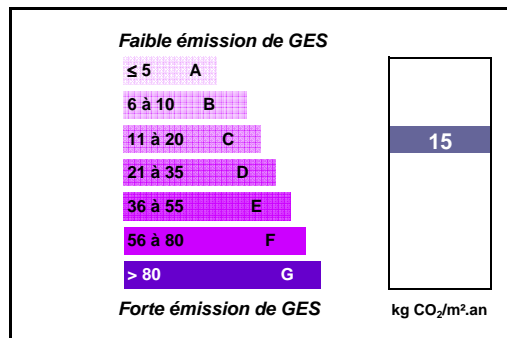 Faible émission de GES
≤ 5 A
6 à 10 B
11 à 20 C
15
21 à 35 D
36 à 55 E
56 à 80 F
> 80 G
Forte émission de GES
kg CO₂/m².an